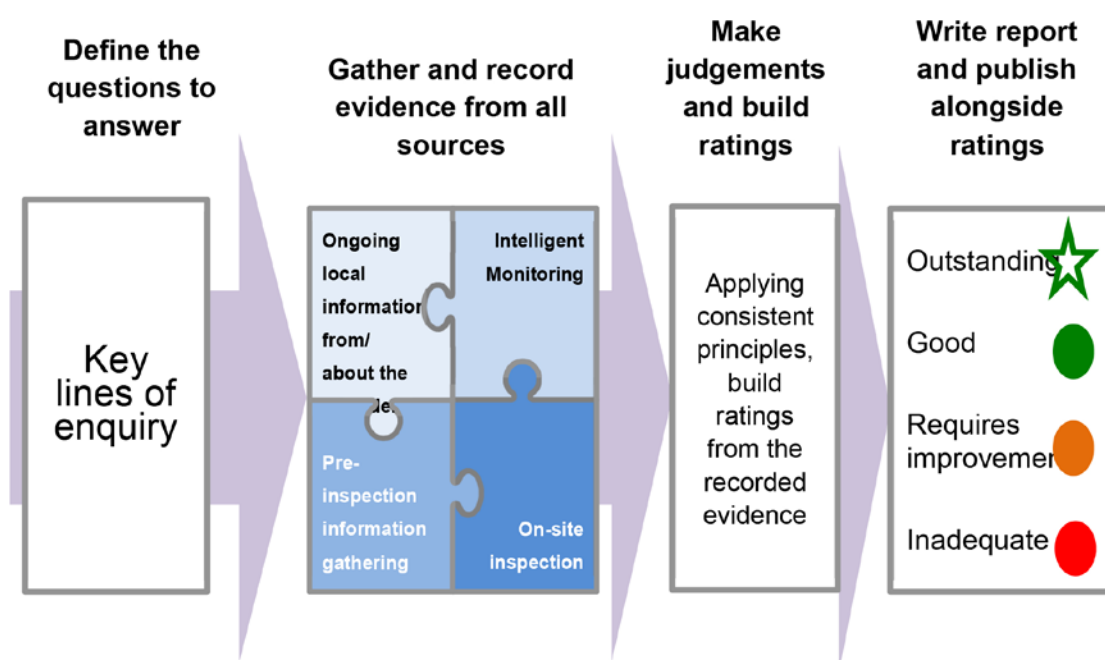 Define the
questions to
answer
Key
lines of
enquiry
Gather and record
evidence from all
sources
Ongoing
local
information
from/
about the
Intelligent
Monitoring
Pre-
inspection
information
gathering
On-site
inspection
Make
judgements
and build
ratings
Applying
consistent
principles,
build
ratings
from the
recorded
evidence
Write report
and publish
alongside
ratings
Outstanding
Good
Requires
improvemen
Inadequate